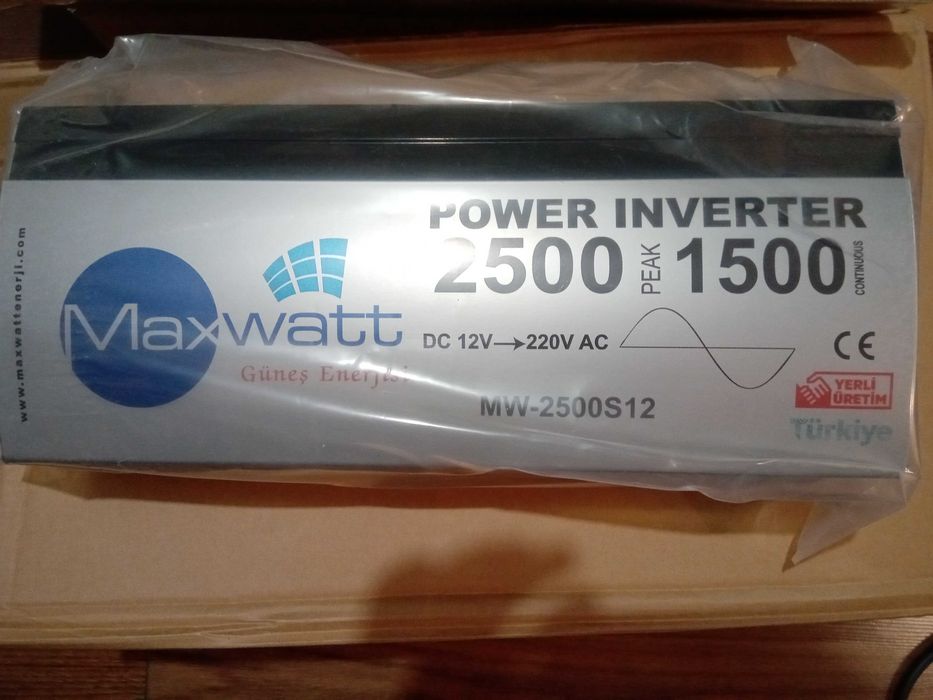 www.maxwattenerji.com
Maxwatt
Güneş Enerjisi
POWER INVERTER
2500 PEAK 1500 CONTINUOUS
DC 12V→220V AC
CE
MW-2500S12
YERLİ
ÜRETİM
Türkiye